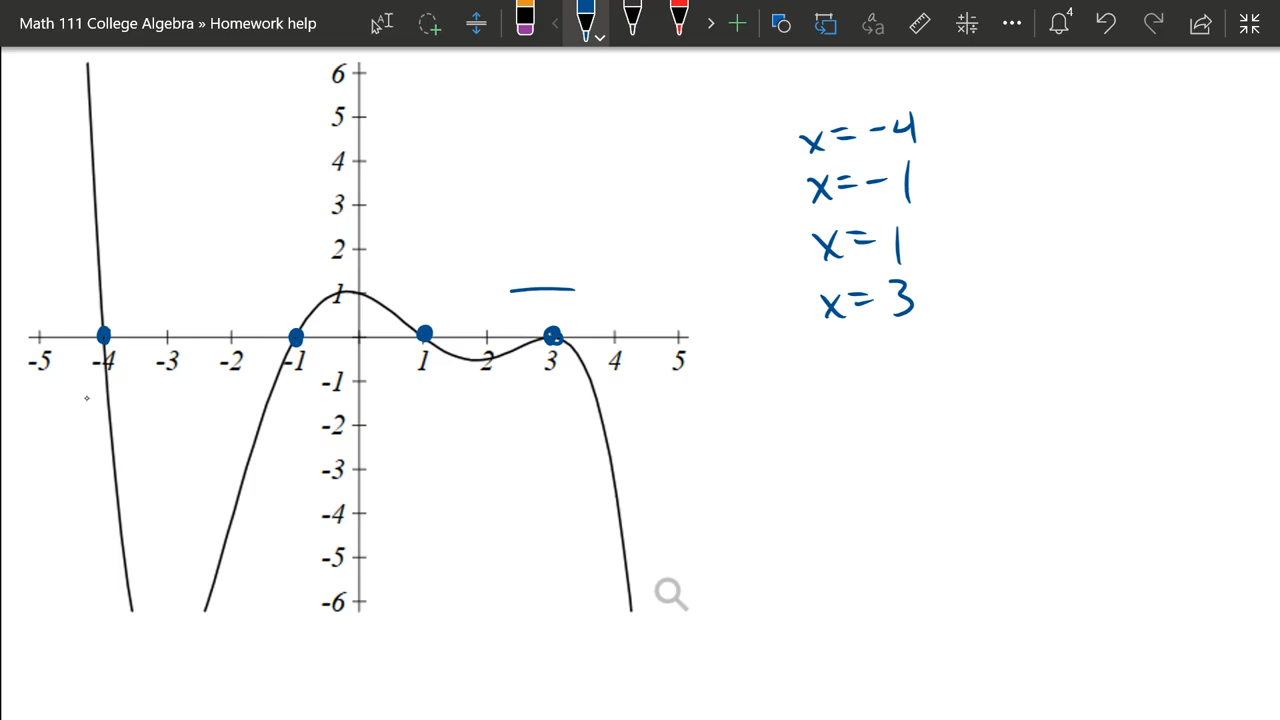 Math 111 College Algebra » Homework help
4
6
5
4
3
2
1
-5 -4 -3 -2 -1 1 2 3 4 5
-1
-2
-3
-4
-5
-6
x = -4
x = -1
x = 1
x = 3